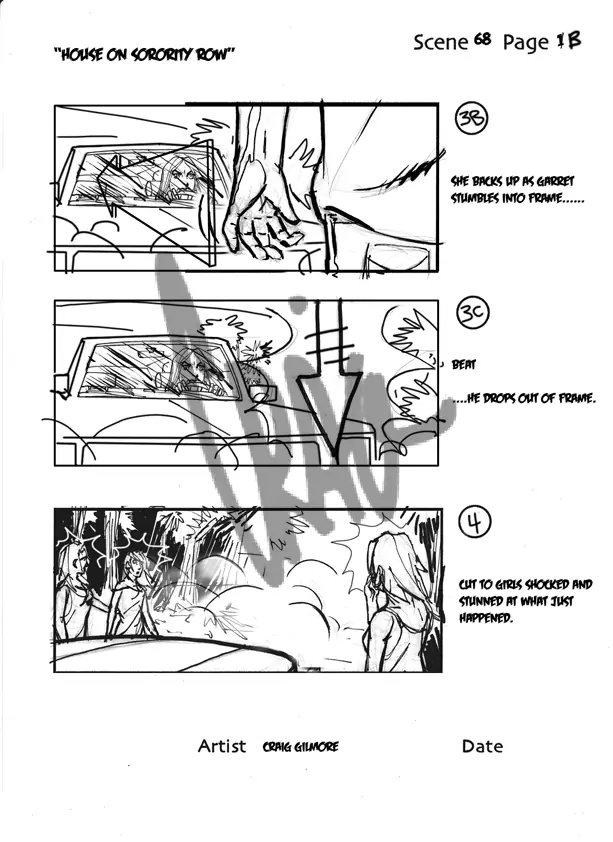 Scene 68 Page 1B
"HOUSE ON SORORITY ROW"
3B
SHE BACKS UP AS GARRET
STUMBLES INTO FRAME......
3C
BEAT
....HE DROPS OUT OF FRAME.
4
CUT TO GIRLS SHOCKED AND
STUNNED AT WHAT JUST
HAPPENED.
Artist CRAIG GILMORE Date